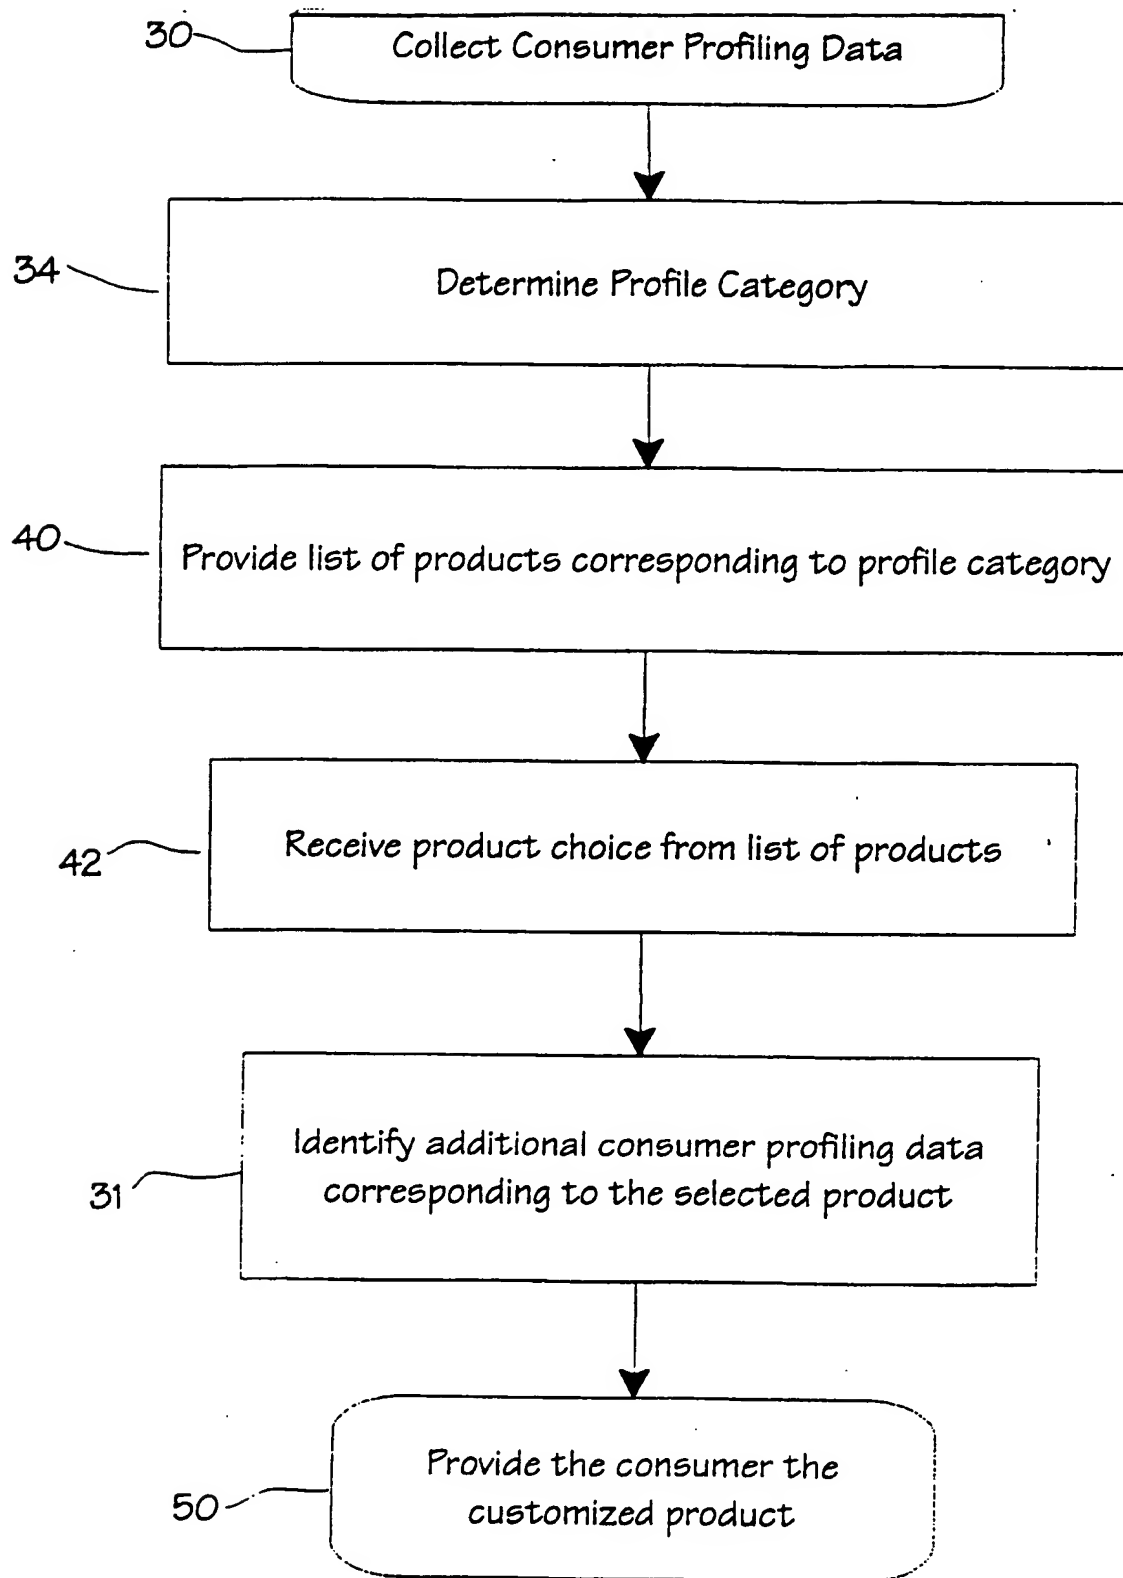 30
Collect Consumer Profiling Data
34
Determine Profile Category
40
Provide list of products corresponding to profile category
42
Receive product choice from list of products
31
Identify additional consumer profiling data
corresponding to the selected product
50
Provide the consumer the
customized product